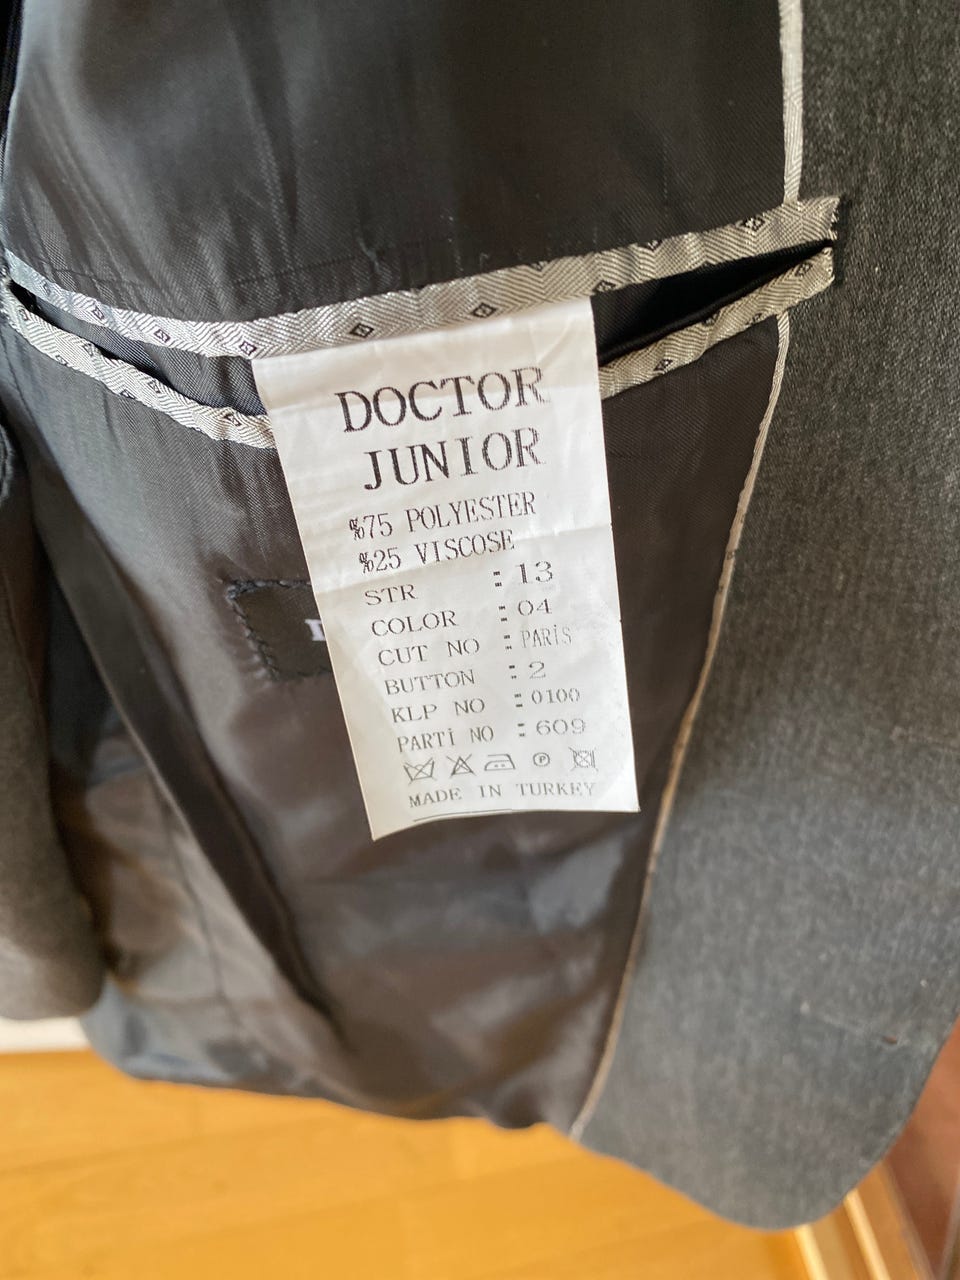 DOCTOR
JUNIOR
%75 POLYESTER
%25 VISCOSE
STR : 13
COLOR : 04
CUT NO : PARİS
BUTTON : 2
KLP NO : 0100
PARTİ NO : 609
P
MADE IN TURKEY